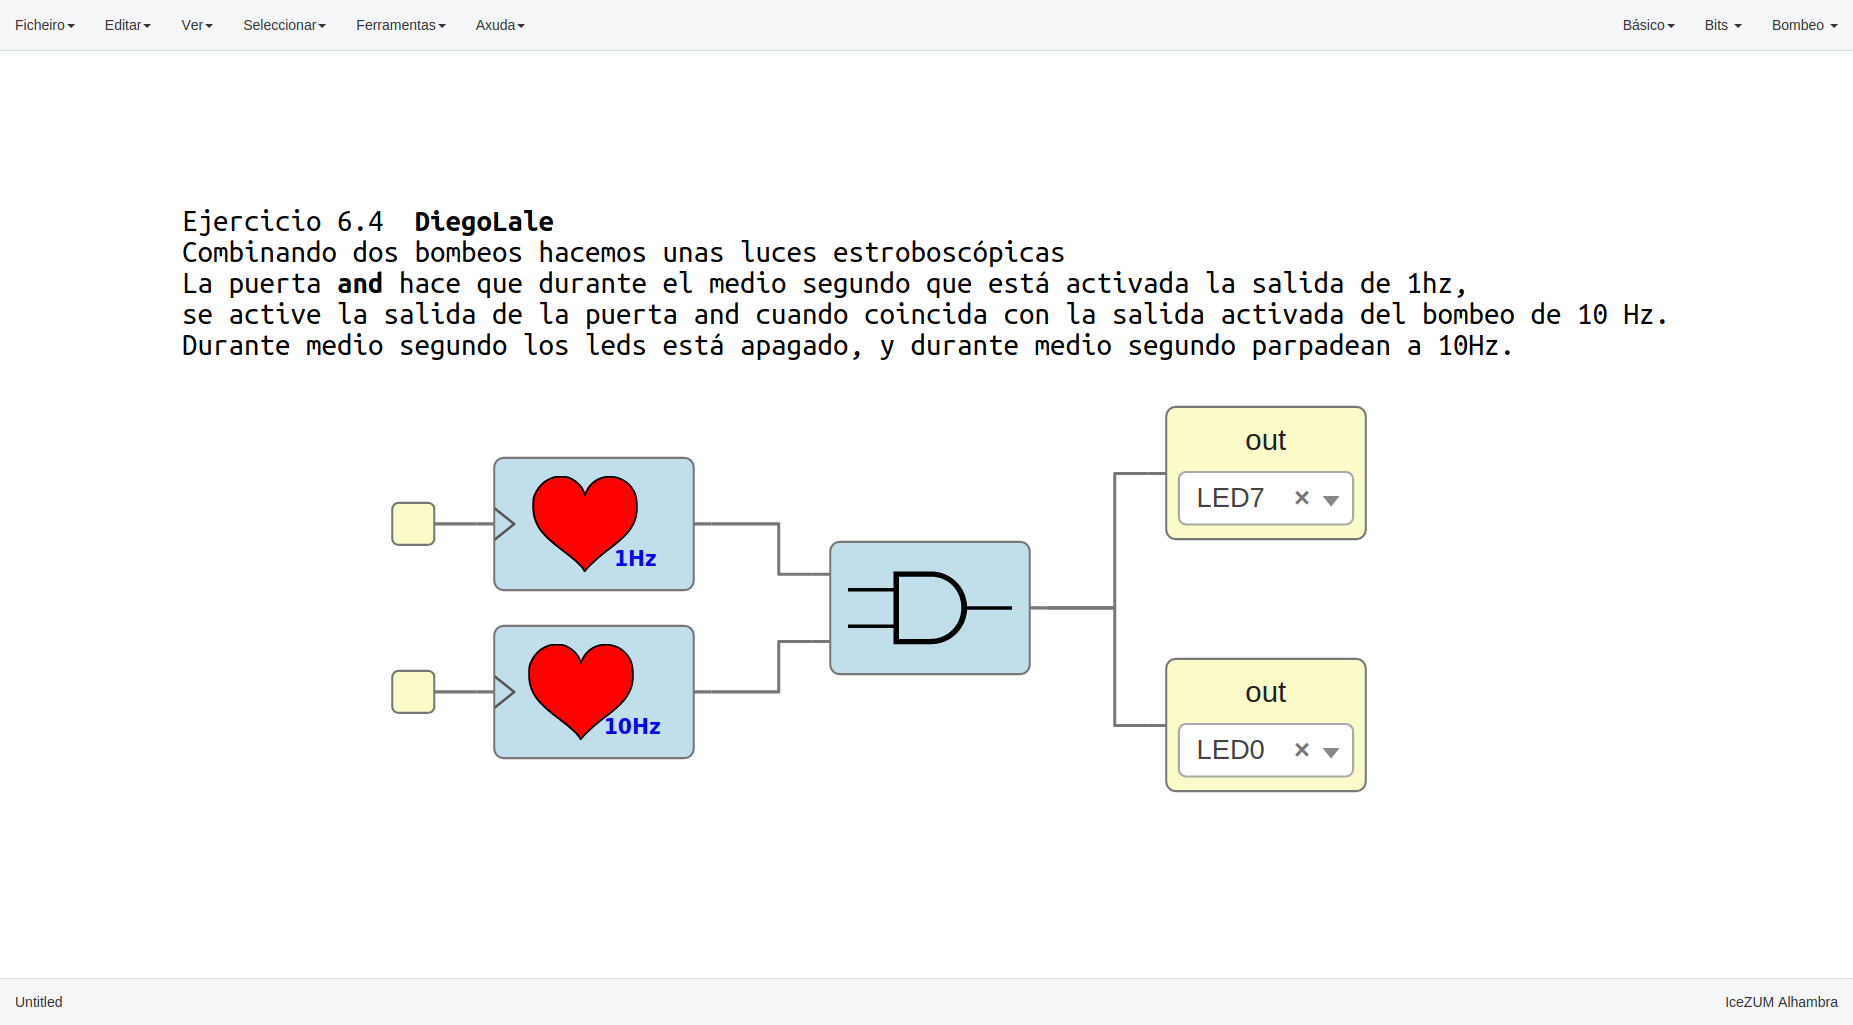 Ficheiro Editar Ver Seleccionar Ferramentas Axuda Básico Bits Bombeo
Ejercicio 6.4 DiegoLale
Combinando dos bombeos hacemos unas luces estroboscópicas
La puerta and hace que durante el medio segundo que está activada la salida de 1hz,
se active la salida de la puerta and cuando coincida con la salida activada del bombeo de 10 Hz.
Durante medio segundo los leds está apagado, y durante medio segundo parpadean a 10Hz.
out
LED7 ×
1Hz
10Hz
out
LED0 ×
Untitled IceZUM Alhambra